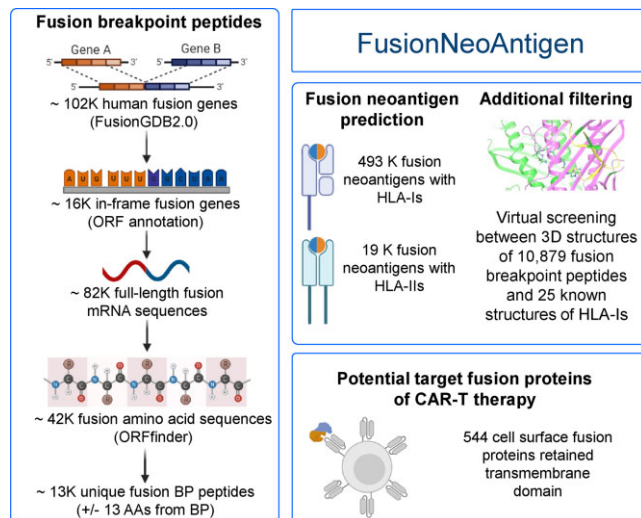 Fusion breakpoint peptides
Gene A
Gene B
5′
3′
5′
3′
5′
3′
~ 102K human fusion genes
(FusionGDB2.0)
~ 16K in-frame fusion genes
(ORF annotation)
~ 82K full-length fusion
mRNA sequences
~ 42K fusion amino acid sequences
(ORFfinder)
~ 13K unique fusion BP peptides
(+/- 13 AAs from BP)
FusionNeoAntigen
Fusion neoantigen
prediction
493 K fusion
neoantigens with
HLA-Is
19 K fusion
neoantigens with
HLA-IIs
Additional filtering
Virtual screening
between 3D structures
of 10,879 fusion
breakpoint peptides
and 25 known
structures of HLA-Is
Potential target fusion proteins
of CAR-T therapy
544 cell surface fusion
proteins retained
transmembrane
domain